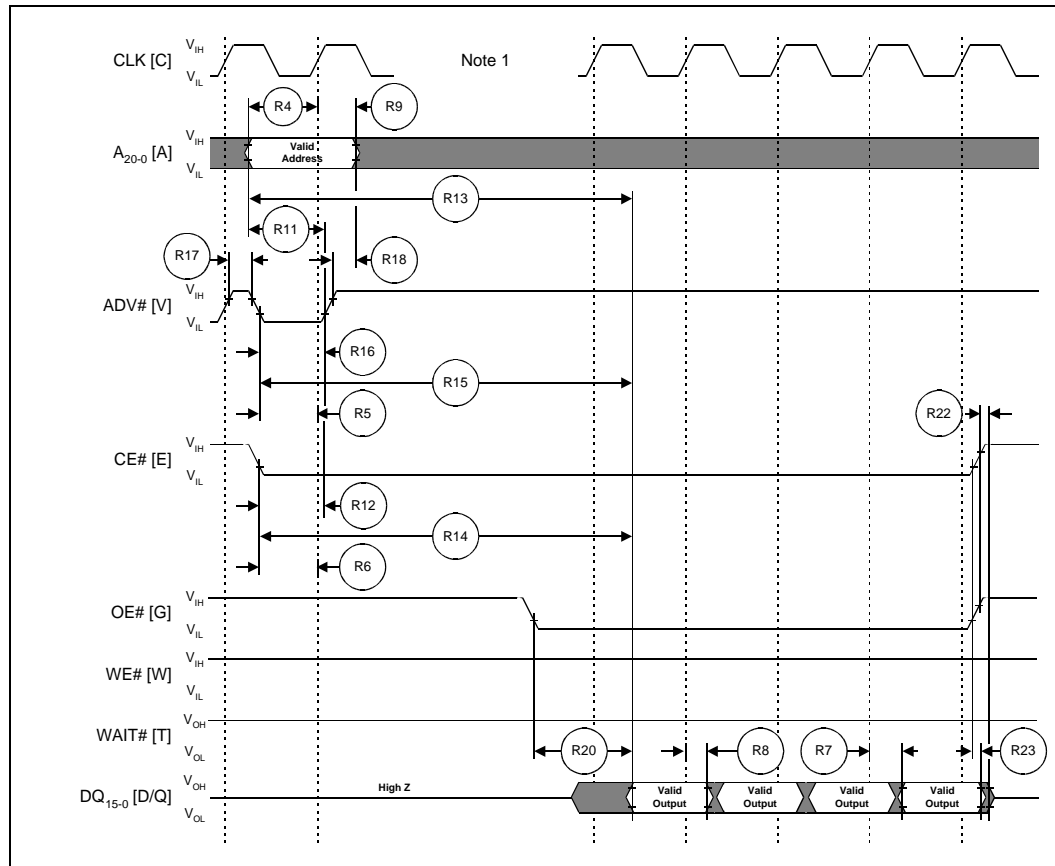 CLK [C] V_IH Note 1
V_IL
R4 R9
A_20-0 [A] V_IH Valid
V_IL Address
R13
R11
R17 R18
ADV# [V] V_IH
V_IL
R16
R15
R5 R22
CE# [E] V_IH
V_IL
R12
R14
R6
OE# [G] V_IH
V_IL
WE# [W] V_IH
V_IL
WAIT# [T] V_OH
V_OL R20 R8 R7 R23
DQ_15-0 [D/Q] V_OH High Z Valid Valid Valid Valid
V_OL Output Output Output Output